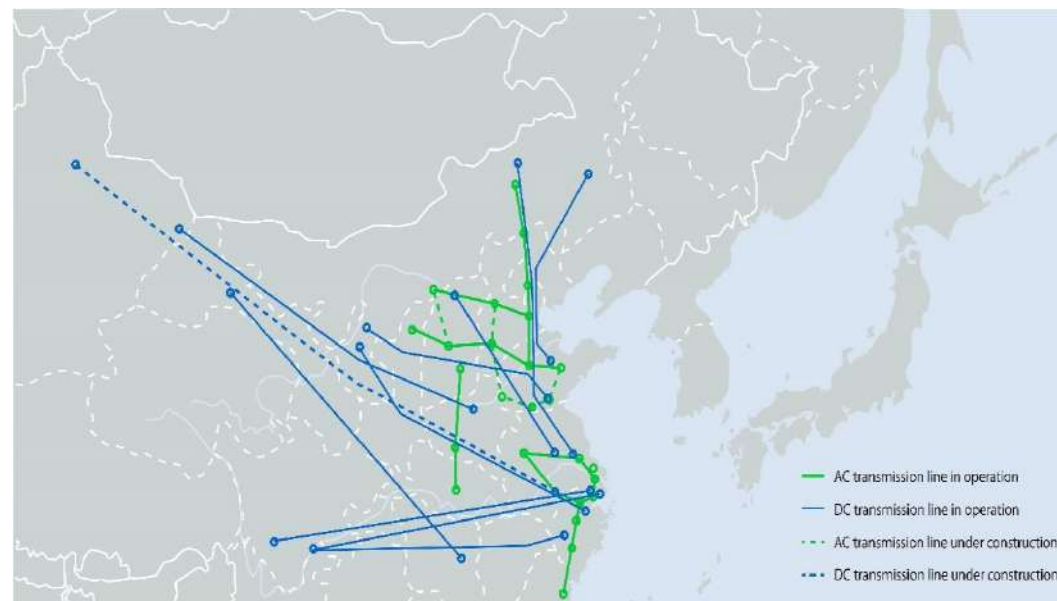 AC transmission line in operation
DC transmission line in operation
AC transmission line under construction
DC transmission line under construction